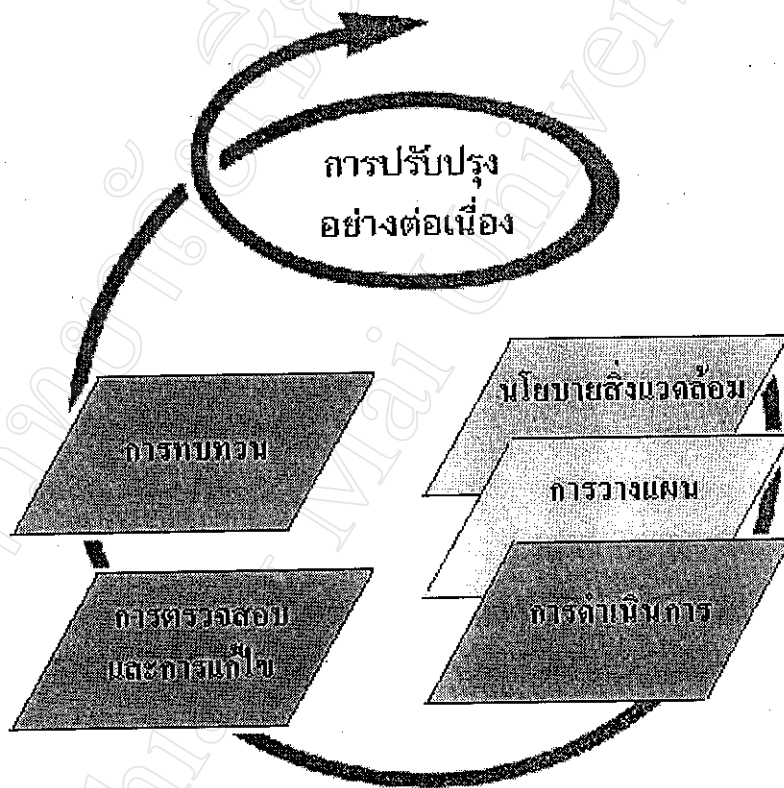 การปรับปรุง
อย่างต่อเนื่อง
นโยบายสิ่งแวดล้อม
การทบทวน
การวางแผน
การตรวจสอบ
และการแก้ไข
การดำเนินการ